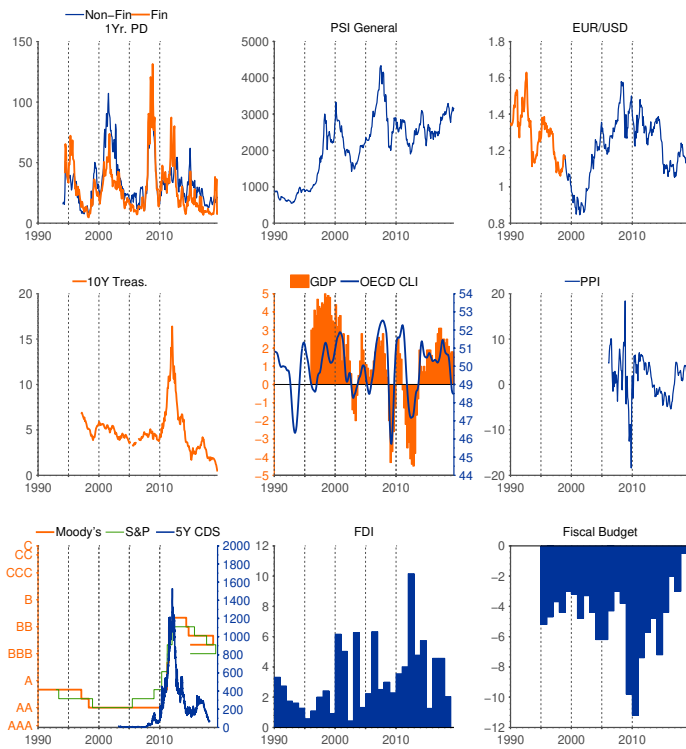 Non-Fin Fin
1Yr. PD
150
100
50
0
1990 2000 2010
PSI General
5000
4000
3000
2000
1000
0
1990 2000 2010
EUR/USD
1.8
1.6
1.4
1.2
1
0.8
1990 2000 2010
10Y Treas.
20
15
10
5
0
1990 2000 2010
GDP OECD CLI
5 54
4 53
3 52
2 51
1
0 50
-1 49
-2 48
-3 47
-4 46
-5 45
44
1990 2000 2010
PPI
20
10
0
-10
-20
1990 2000 2010
Moody's S&P 5Y CDS
C 2000
CC 1800
CCC 1600
1400
B 1200
BB 1000
BBB 800
600
A 400
AA 200
AAA 0
1990 2000 2010
FDI
12
10
8
6
4
2
0
1990 2000 2010
Fiscal Budget
0
-2
-4
-6
-8
-10
-12
1990 2000 2010